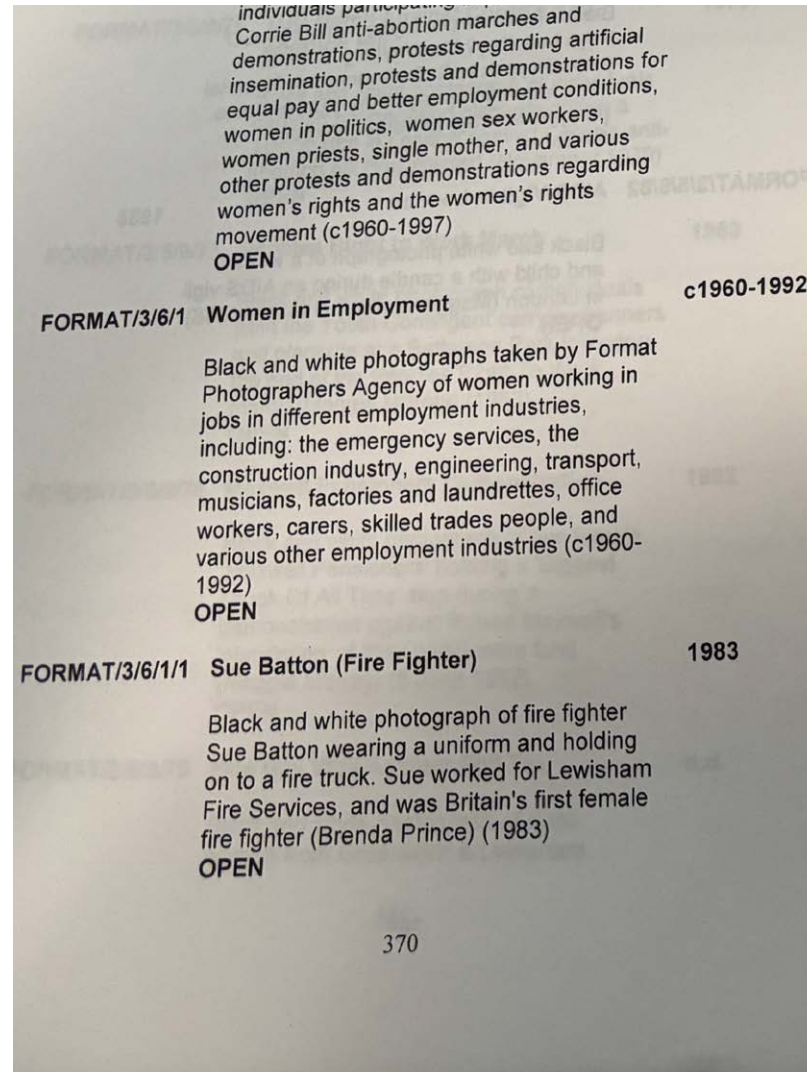 individuals
Corrie Bill anti-abortion marches and
demonstrations, protests regarding artificial
insemination, protests and demonstrations for
equal pay and better employment conditions,
women in politics, women sex workers,
women priests, single mother, and various
other protests and demonstrations regarding
women's rights and the women's rights
movement (c1960-1997)
OPEN
FORMAT/3/6/1 Women in Employment c1960-1992
Black and white photographs taken by Format
Photographers Agency of women working in
jobs in different employment industries,
including: the emergency services, the
construction industry, engineering, transport,
musicians, factories and laundrettes, office
workers, carers, skilled trades people, and
various other employment industries (c1960-
1992)
OPEN
FORMAT/3/6/1/1 Sue Batton (Fire Fighter) 1983
Black and white photograph of fire fighter
Sue Batton wearing a uniform and holding
on to a fire truck. Sue worked for Lewisham
Fire Services, and was Britain's first female
fire fighter (Brenda Prince) (1983)
OPEN
370